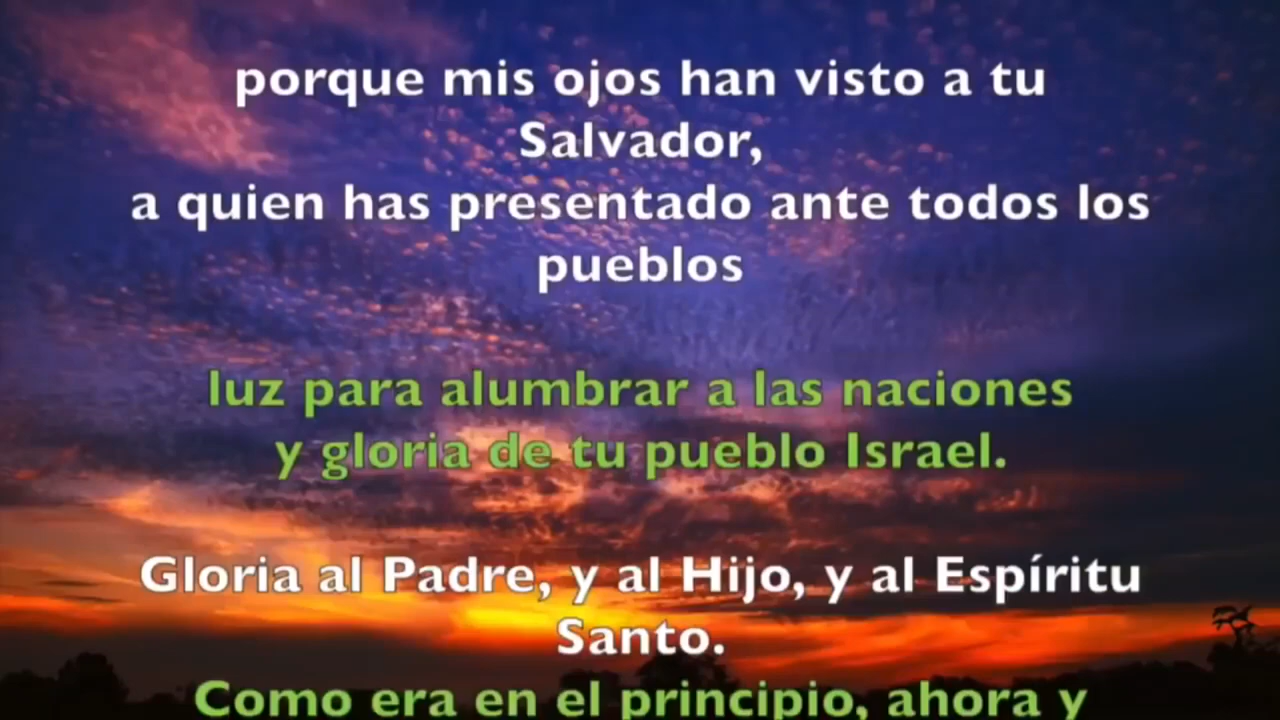 porque mis ojos han visto a tu
Salvador,
a quien has presentado ante todos los
pueblos
luz para alumbrar a las naciones
y gloria de tu pueblo Israel.
Gloria al Padre, y al Hijo, y al Espíritu
Santo.
Como era en el principio, ahora y